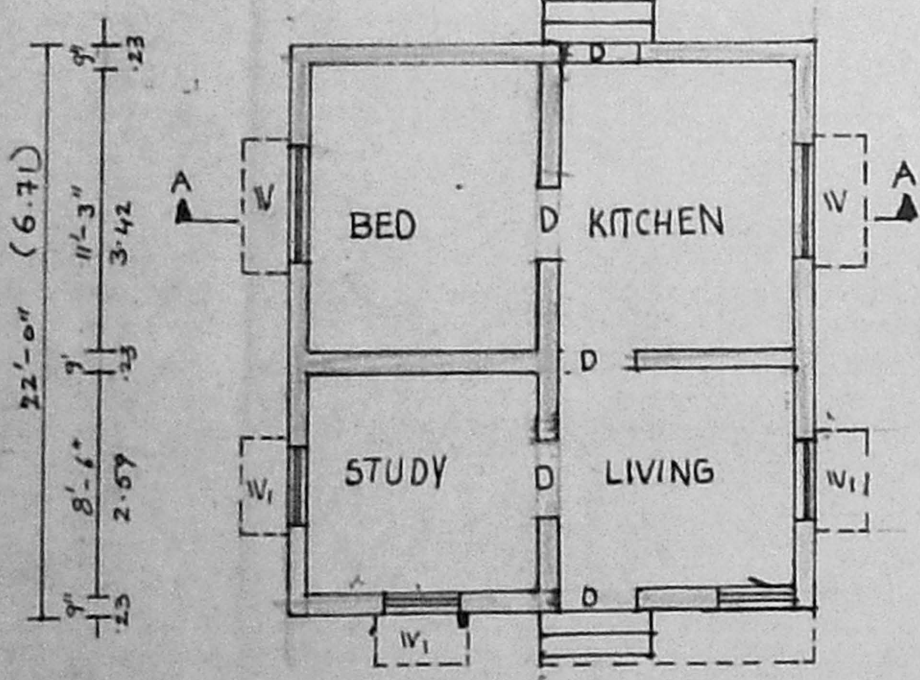 D
9" .23
A W BED D KITCHEN W A
11'-3" 3.42
22'-0" (6.71)
9' .23
D
8'-6" 2.59
W1 STUDY D LIVING W1
9" .23
D
W1